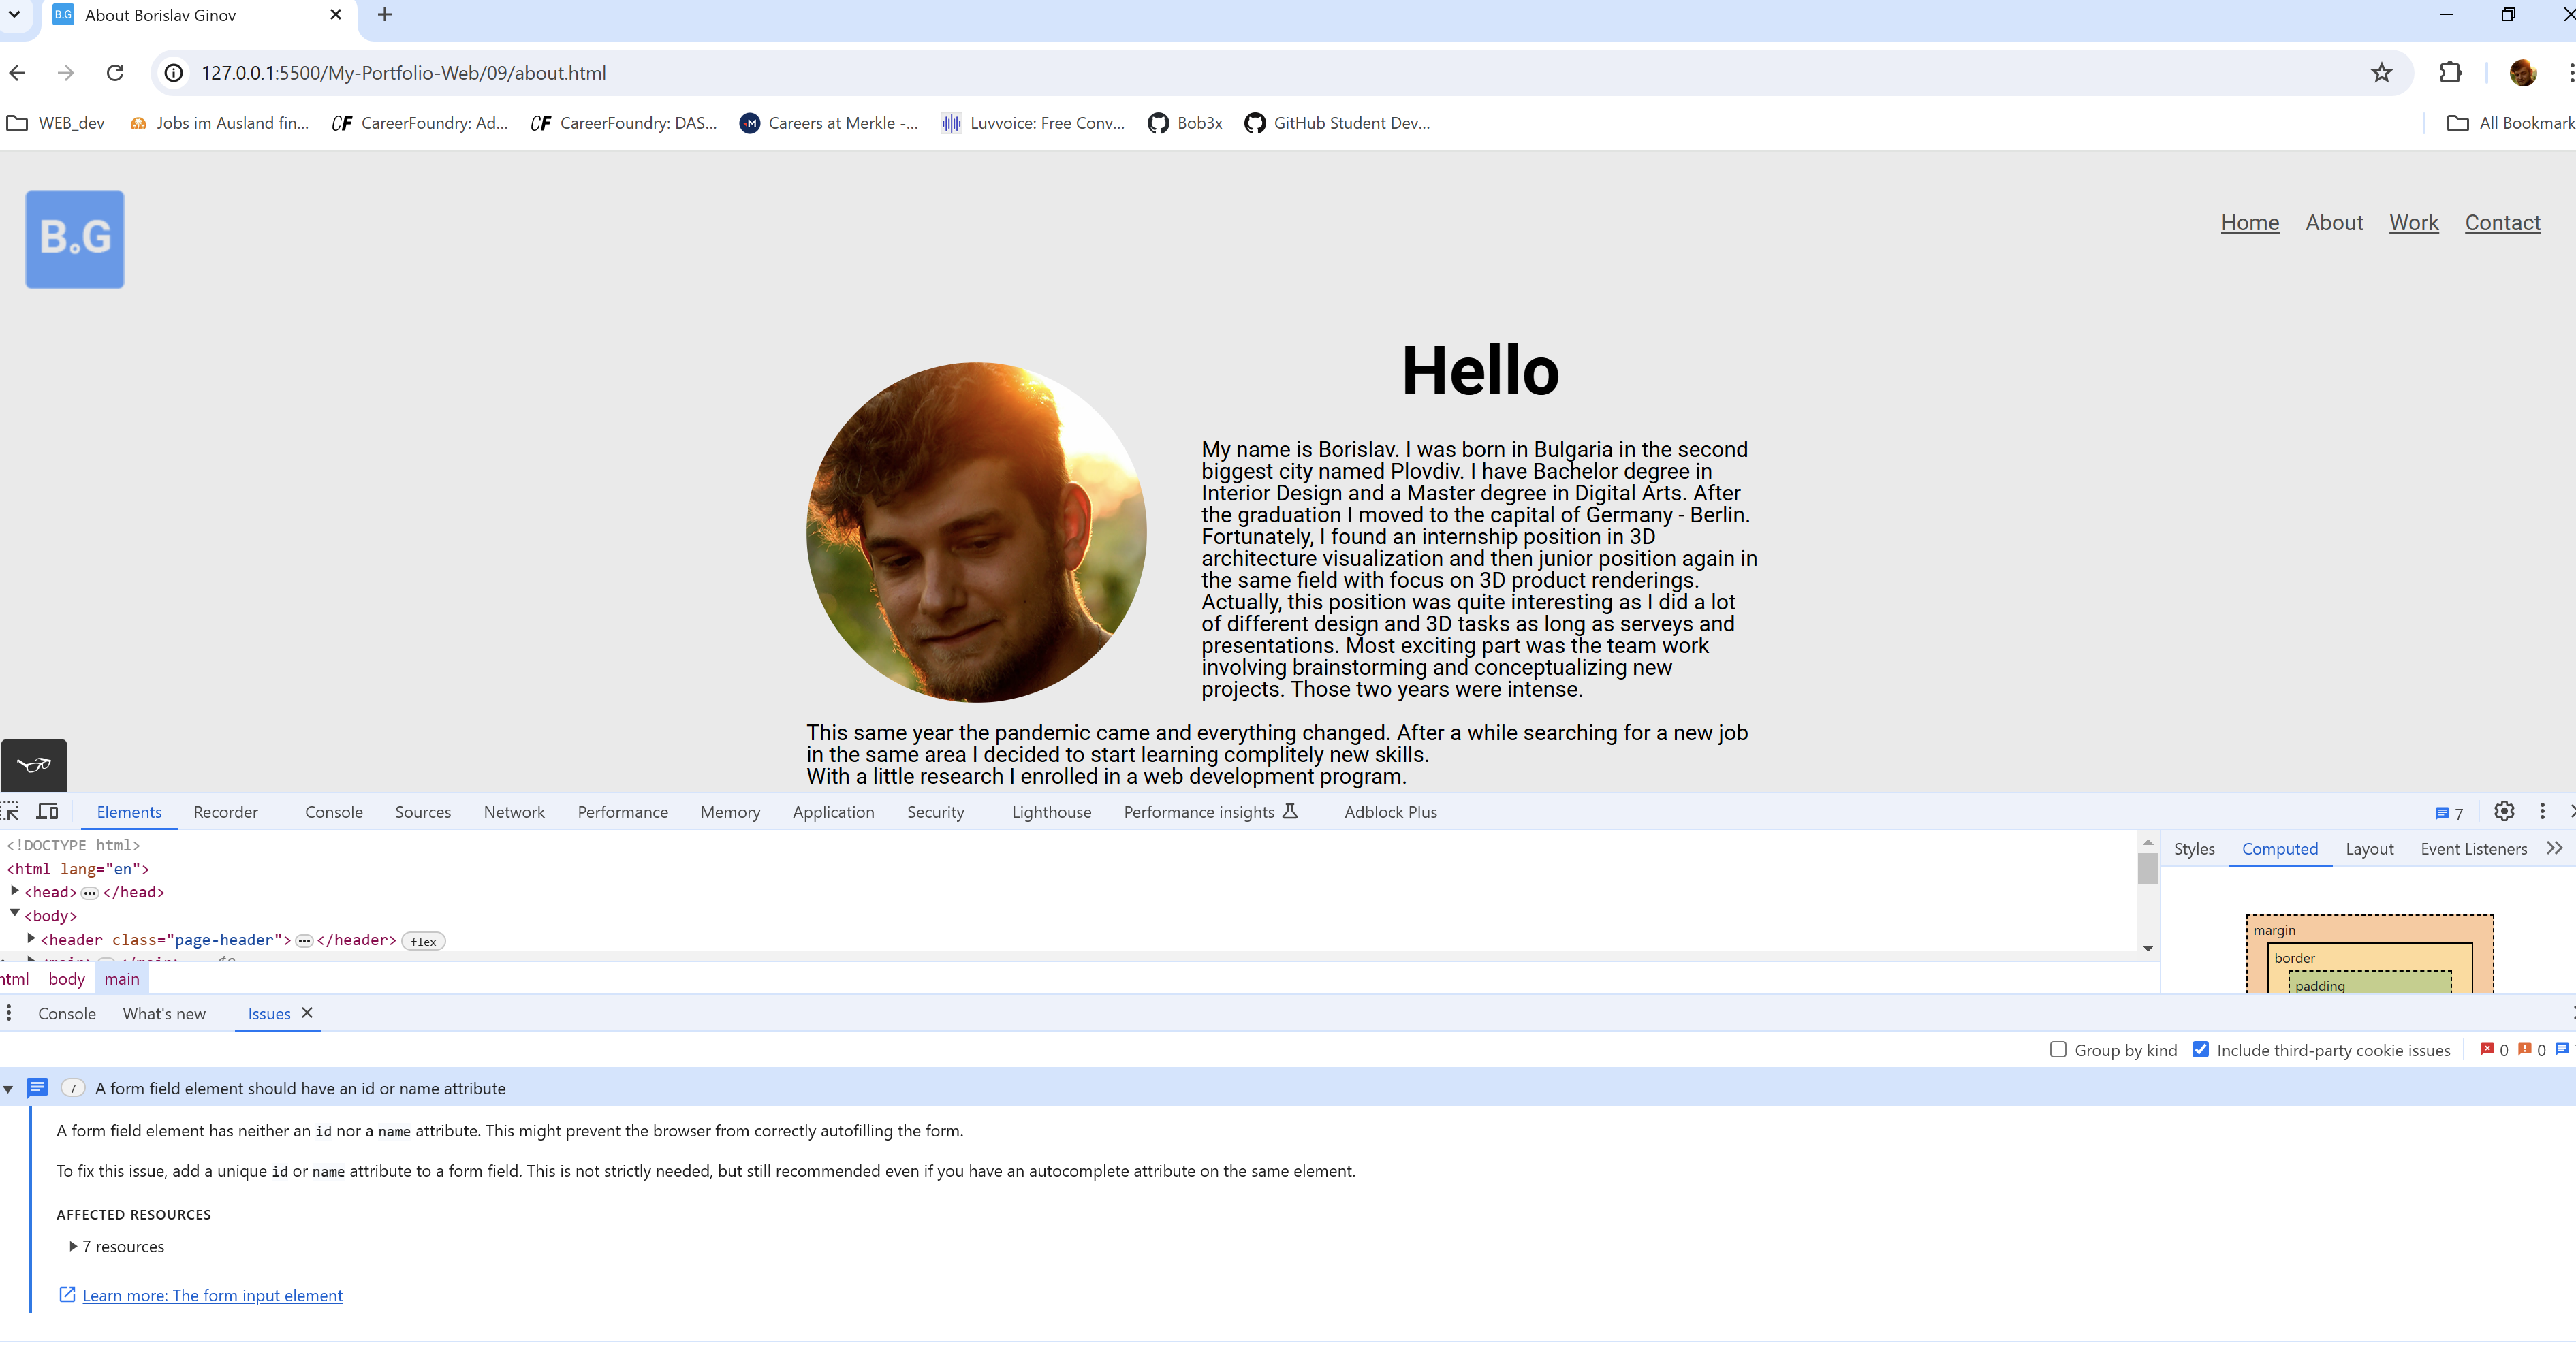 B.G About Borislav Ginov
127.0.0.1:5500/My-Portfolio-Web/09/about.html
WEB_dev Jobs im Ausland fin... CF CareerFoundry: Ad... CF CareerFoundry: DAS... Careers at Merkle -... Luvvoice: Free Conv... Bob3x GitHub Student Dev... All Bookmark
B.G
Home About Work Contact
Hello
My name is Borislav. I was born in Bulgaria in the second
biggest city named Plovdiv. I have Bachelor degree in
Interior Design and a Master degree in Digital Arts. After
the graduation I moved to the capital of Germany - Berlin.
Fortunately, I found an internship position in 3D
architecture visualization and then junior position again in
the same field with focus on 3D product renderings.
Actually, this position was quite interesting as I did a lot
of different design and 3D tasks as long as serveys and
presentations. Most exciting part was the team work
involving brainstorming and conceptualizing new
projects. Those two years were intense.
This same year the pandemic came and everything changed. After a while searching for a new job
in the same area I decided to start learning complitely new skills.
With a little research I enrolled in a web development program.
Elements Recorder Console Sources Network Performance Memory Application Security Lighthouse Performance insights Adblock Plus 7
<!DOCTYPE html>
<html lang="en">
<head>...</head>
<body>
<header class="page-header">...</header> flex
html body main
Styles Computed Layout Event Listeners
margin –
border –
padding –
Console What's new Issues
Group by kind Include third-party cookie issues 0 0
7 A form field element should have an id or name attribute
A form field element has neither an id nor a name attribute. This might prevent the browser from correctly autofilling the form.
To fix this issue, add a unique id or name attribute to a form field. This is not strictly needed, but still recommended even if you have an autocomplete attribute on the same element.
AFFECTED RESOURCES
7 resources
Learn more: The form input element